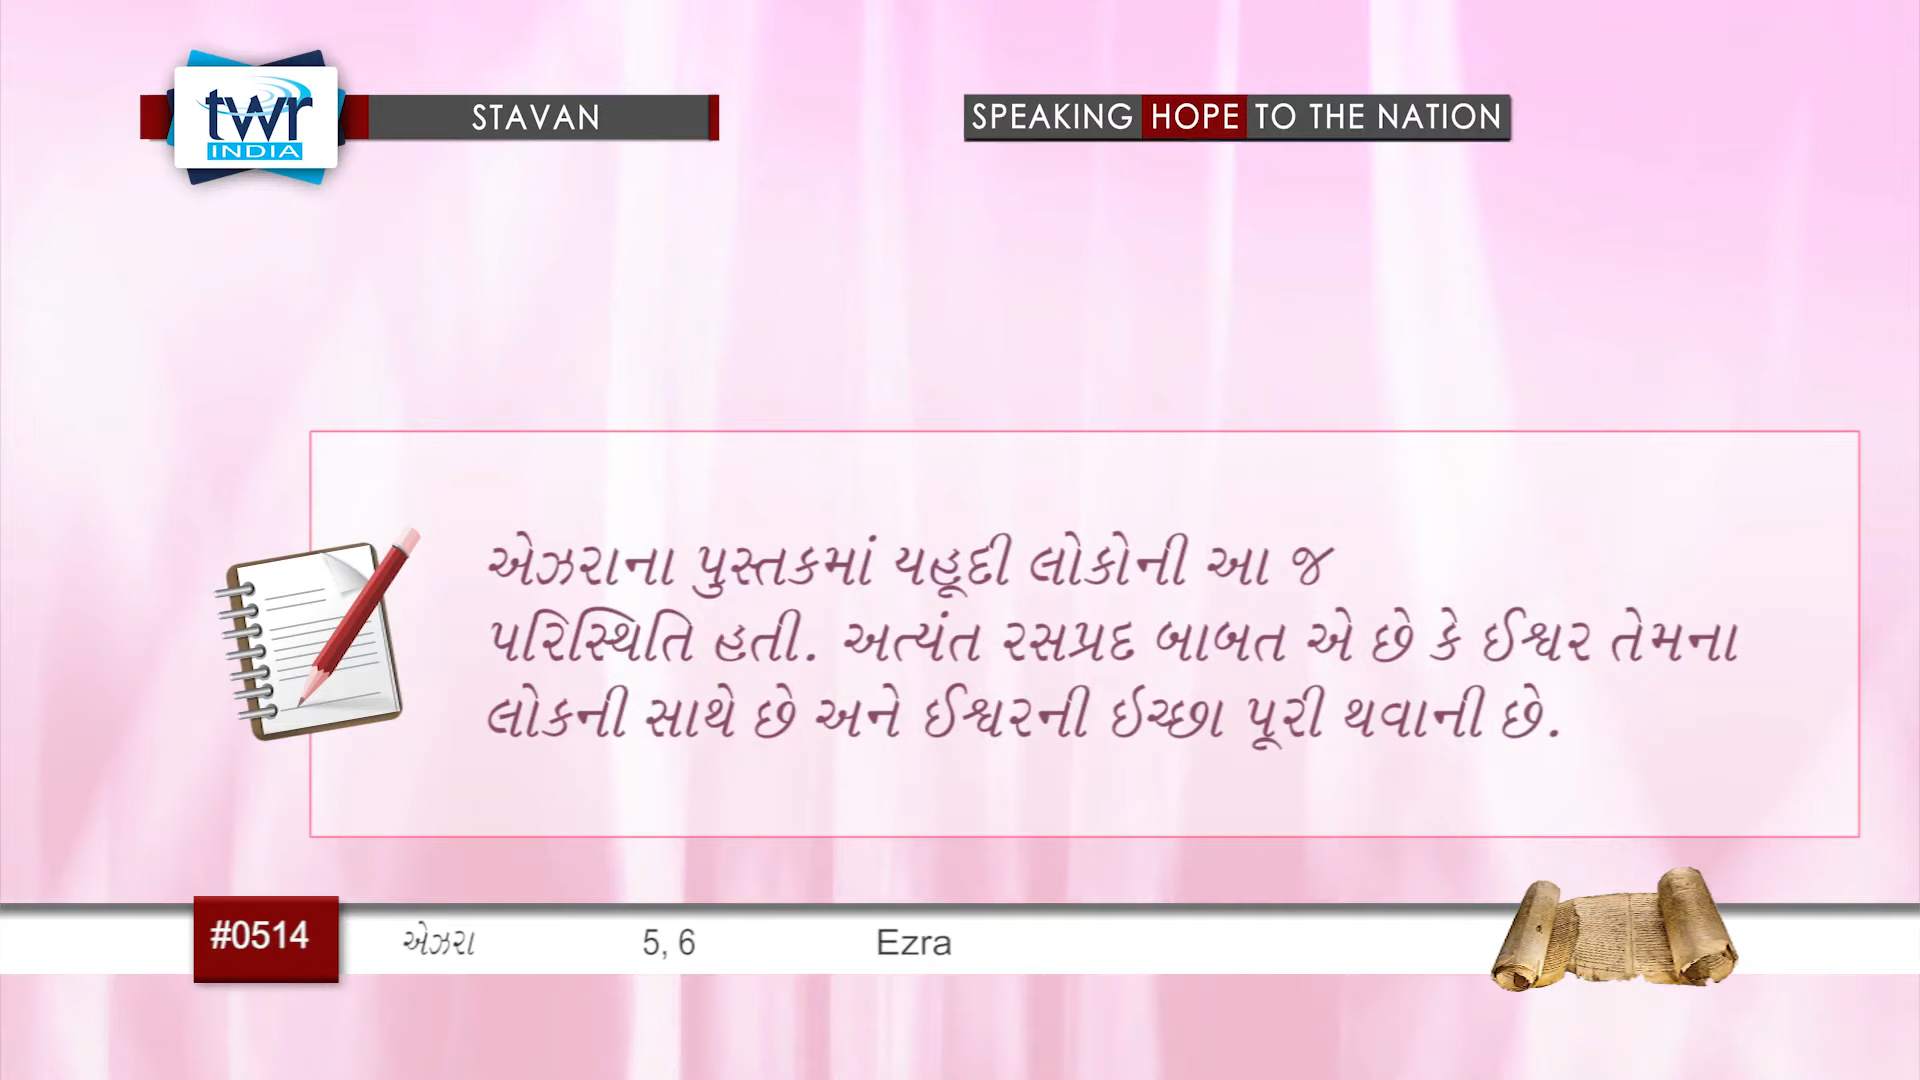 twr
INDIA
STAVAN
SPEAKING HOPE TO THE NATION
એઝરાના પુસ્તકમાં યહૂદી લોકોની આ જ
પરિસ્થિતિ હતી. અત્યંત રસપ્રદ બાબત એ છે કે ઈશ્વર તેમના
લોકની સાથે છે અને ઈશ્વરની ઇચ્છા પૂરી થવાની છે.
#0514 એઝરા 5, 6 Ezra